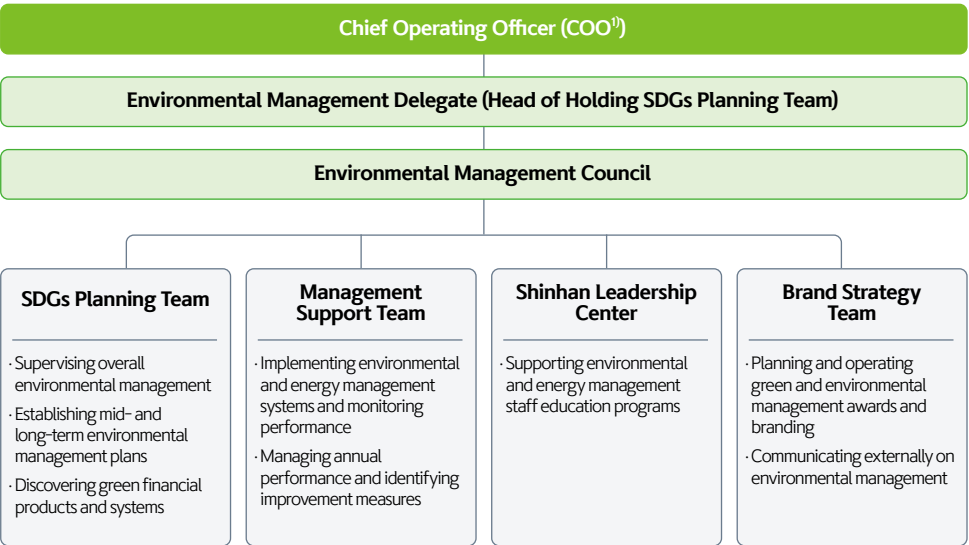 Chief Operating Officer (COO¹⁾)
Environmental Management Delegate (Head of Holding SDGs Planning Team)
Environmental Management Council
SDGs Planning Team
· Supervising overall
environmental management
· Establishing mid- and
long-term environmental
management plans
· Discovering green financial
products and systems
Management
Support Team
· Implementing environmental
and energy management
systems and monitoring
performance
· Managing annual
performance and identifying
improvement measures
Shinhan Leadership
Center
· Supporting environmental
and energy management
staff education programs
Brand Strategy
Team
· Planning and operating
green and environmental
management awards and
branding
· Communicating externally on
environmental management